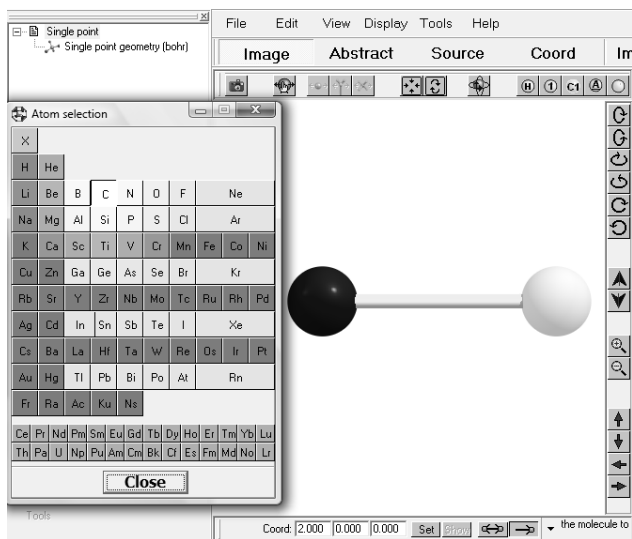 File Edit View Display Tools Help
Single point
Single point geometry (bohr)
Image Abstract Source Coord Im
H 1 C1 A
Atom selection
X
H He
Li Be B C N O F Ne
Na Mg Al Si P S Cl Ar
K Ca Sc Ti V Cr Mn Fe Co Ni
Cu Zn Ga Ge As Se Br Kr
Rb Sr Y Zr Nb Mo Tc Ru Rh Pd
Ag Cd In Sn Sb Te I Xe
Cs Ba La Hf Ta W Re Os Ir Pt
Au Hg Tl Pb Bi Po At Rn
Fr Ra Ac Ku Ns
Ce Pr Nd Pm Sm Eu Gd Tb Dy Ho Er Tm Yb Lu
Th Pa U Np Pu Am Cm Bk Cf Es Fm Md No Lr
Close
Tools
Coord: 2.000 0.000 0.000 Set Show the molecule to